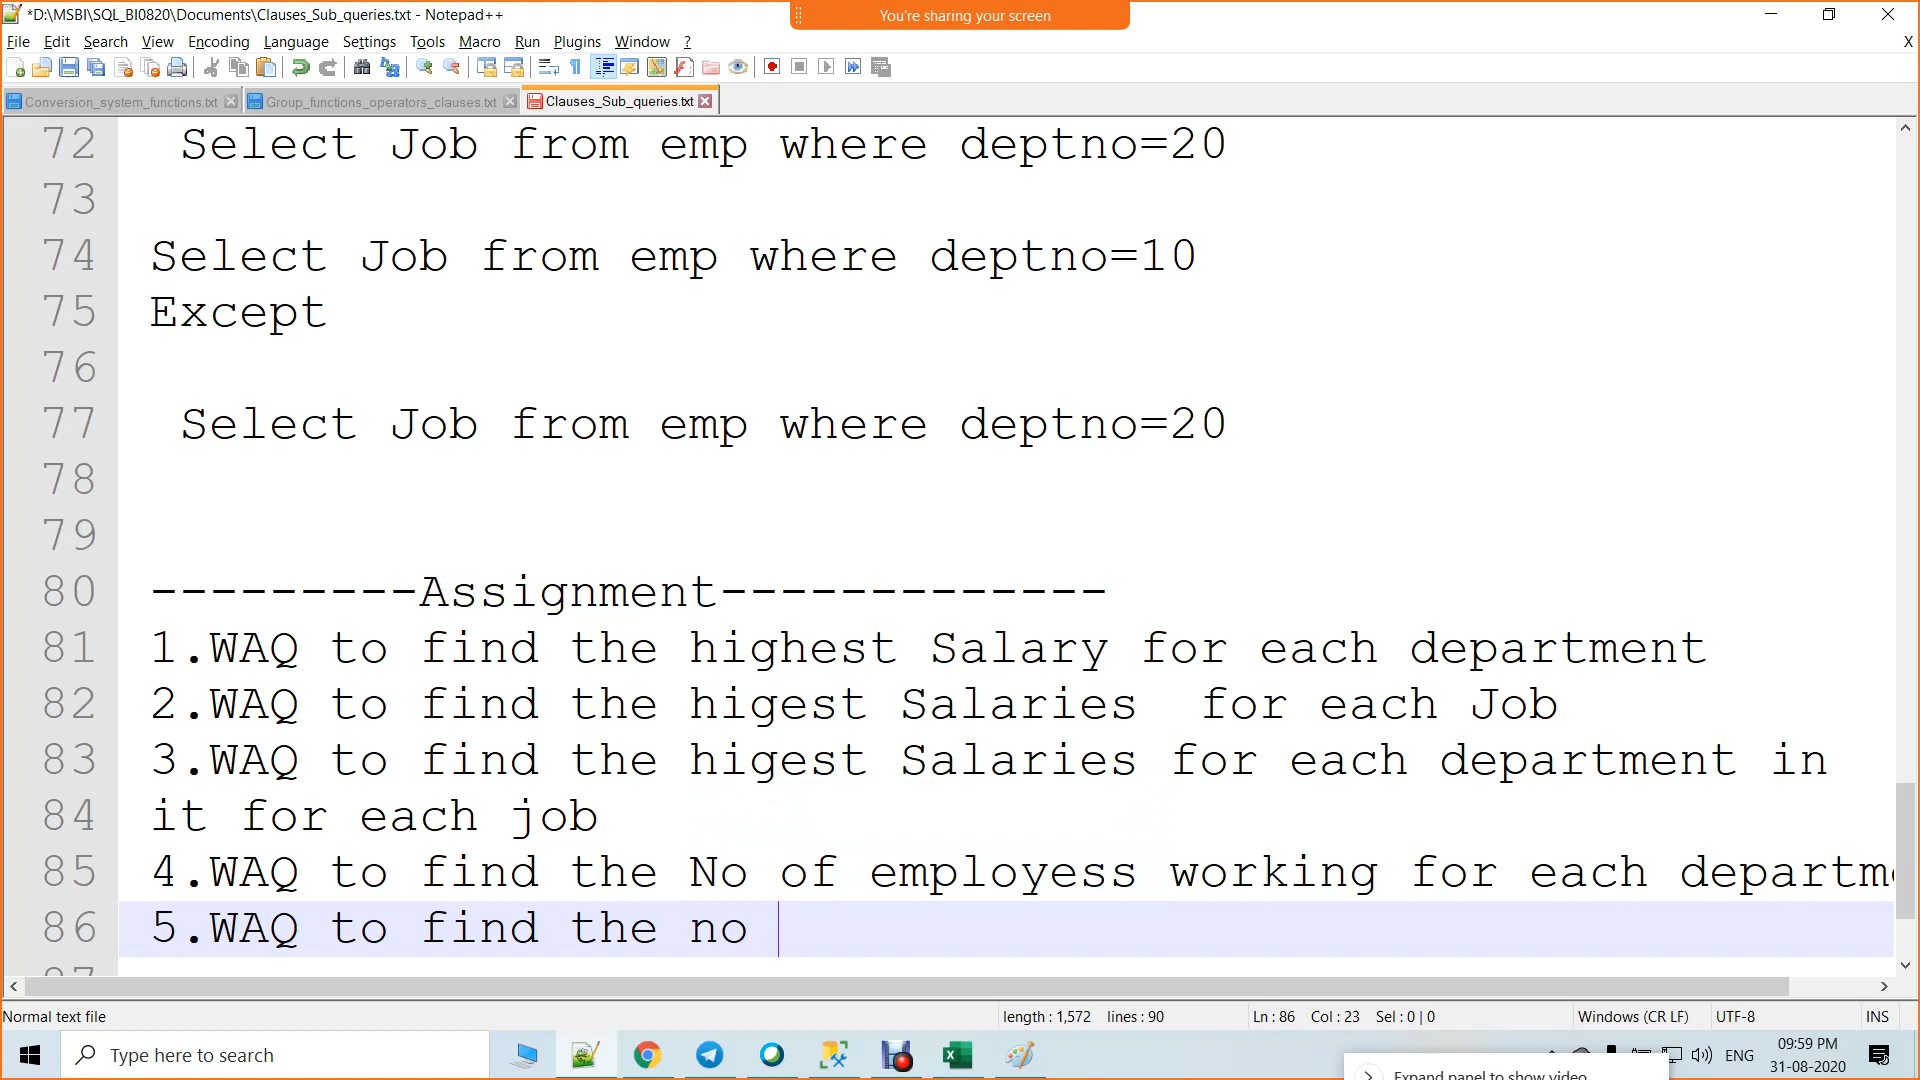 *D:\MSBI\SQL_BI0820\Documents\Clauses_Sub_queries.txt - Notepad++
You're sharing your screen
File Edit Search View Encoding Language Settings Tools Macro Run Plugins Window ?
X
Conversion_system_functions.txt Group_functions_operators_clauses.txt Clauses_Sub_queries.txt
72 Select Job from emp where deptno=20
73
74 Select Job from emp where deptno=10
75 Except
76
77 Select Job from emp where deptno=20
78
79
80 ---------Assignment-------------
81 1.WAQ to find the highest Salary for each department
82 2.WAQ to find the higest Salaries for each Job
83 3.WAQ to find the higest Salaries for each department in
84 it for each job
85 4.WAQ to find the No of employess working for each departm
86 5.WAQ to find the no
87
Normal text file
length : 1,572 lines : 90
Ln : 86 Col : 23 Sel : 0 | 0
Windows (CR LF)
UTF-8
INS
Type here to search
ENG
09:59 PM
31-08-2020
Expand panel to show video